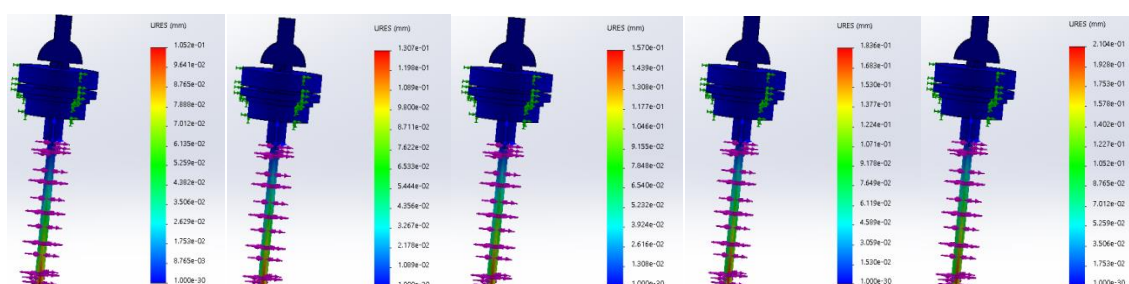 URES (mm)
1.052e-01
9.641e-02
8.765e-02
7.888e-02
7.012e-02
6.135e-02
5.259e-02
4.382e-02
3.506e-02
2.629e-02
1.753e-02
8.765e-03
1.000e-30
URES (mm)
1.307e-01
1.198e-01
1.089e-01
9.800e-02
8.711e-02
7.622e-02
6.533e-02
5.444e-02
4.356e-02
3.267e-02
2.178e-02
1.089e-02
1.000e-30
URES (mm)
1.570e-01
1.439e-01
1.308e-01
1.177e-01
1.046e-01
9.155e-02
7.848e-02
6.540e-02
5.232e-02
3.924e-02
2.616e-02
1.308e-02
1.000e-30
URES (mm)
1.836e-01
1.683e-01
1.530e-01
1.377e-01
1.224e-01
1.071e-01
9.178e-02
7.649e-02
6.119e-02
4.589e-02
3.059e-02
1.530e-02
1.000e-30
URES (mm)
2.104e-01
1.928e-01
1.753e-01
1.578e-01
1.402e-01
1.227e-01
1.052e-01
8.765e-02
7.012e-02
5.259e-02
3.506e-02
1.753e-02
1.000e-30